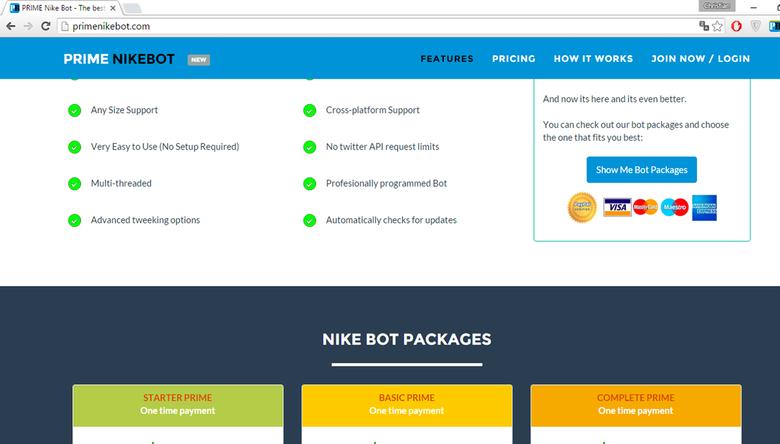 PRIME Nike Bot - The best
Christian
primenikebot.com
PRIME NIKEBOT NEW FEATURES PRICING HOW IT WORKS JOIN NOW / LOGIN
Any Size Support
Very Easy to Use (No Setup Required)
Multi-threaded
Advanced tweeking options
Cross-platform Support
No twitter API request limits
Profesionally programmed Bot
Automatically checks for updates
And now its here and its even better.
You can check out our bot packages and choose
the one that fits you best:
Show Me Bot Packages
PayPal VERIFIED VISA MasterCard Maestro AMERICAN EXPRESS
NIKE BOT PACKAGES
STARTER PRIME
One time payment
BASIC PRIME
One time payment
COMPLETE PRIME
One time payment